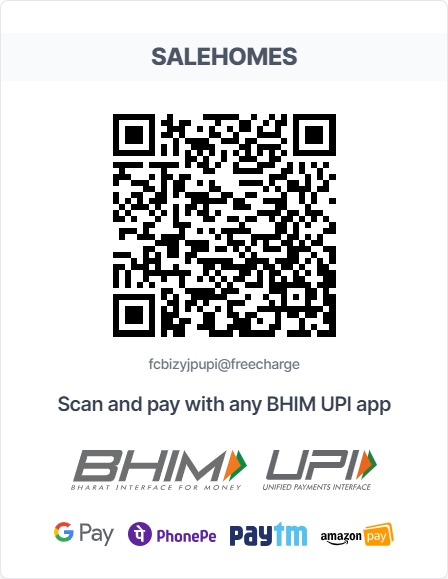 SALEHOMES
fcbizyjpupi@freecharge
Scan and pay with any BHIM UPI app
BHIM UPI
BHARAT INTERFACE FOR MONEY UNIFIED PAYMENTS INTERFACE
G Pay PhonePe paytm amazon pay